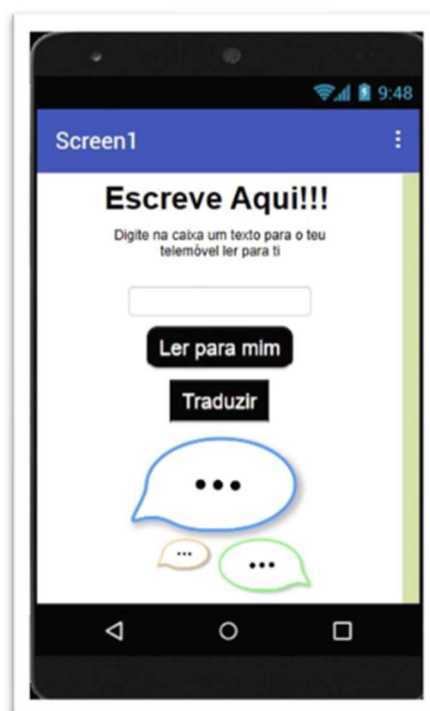 9:48
Screen1
Escreve Aqui!!!
Digite na caixa um texto para o teu
telemóvel ler para ti
Ler para mim
Traduzir